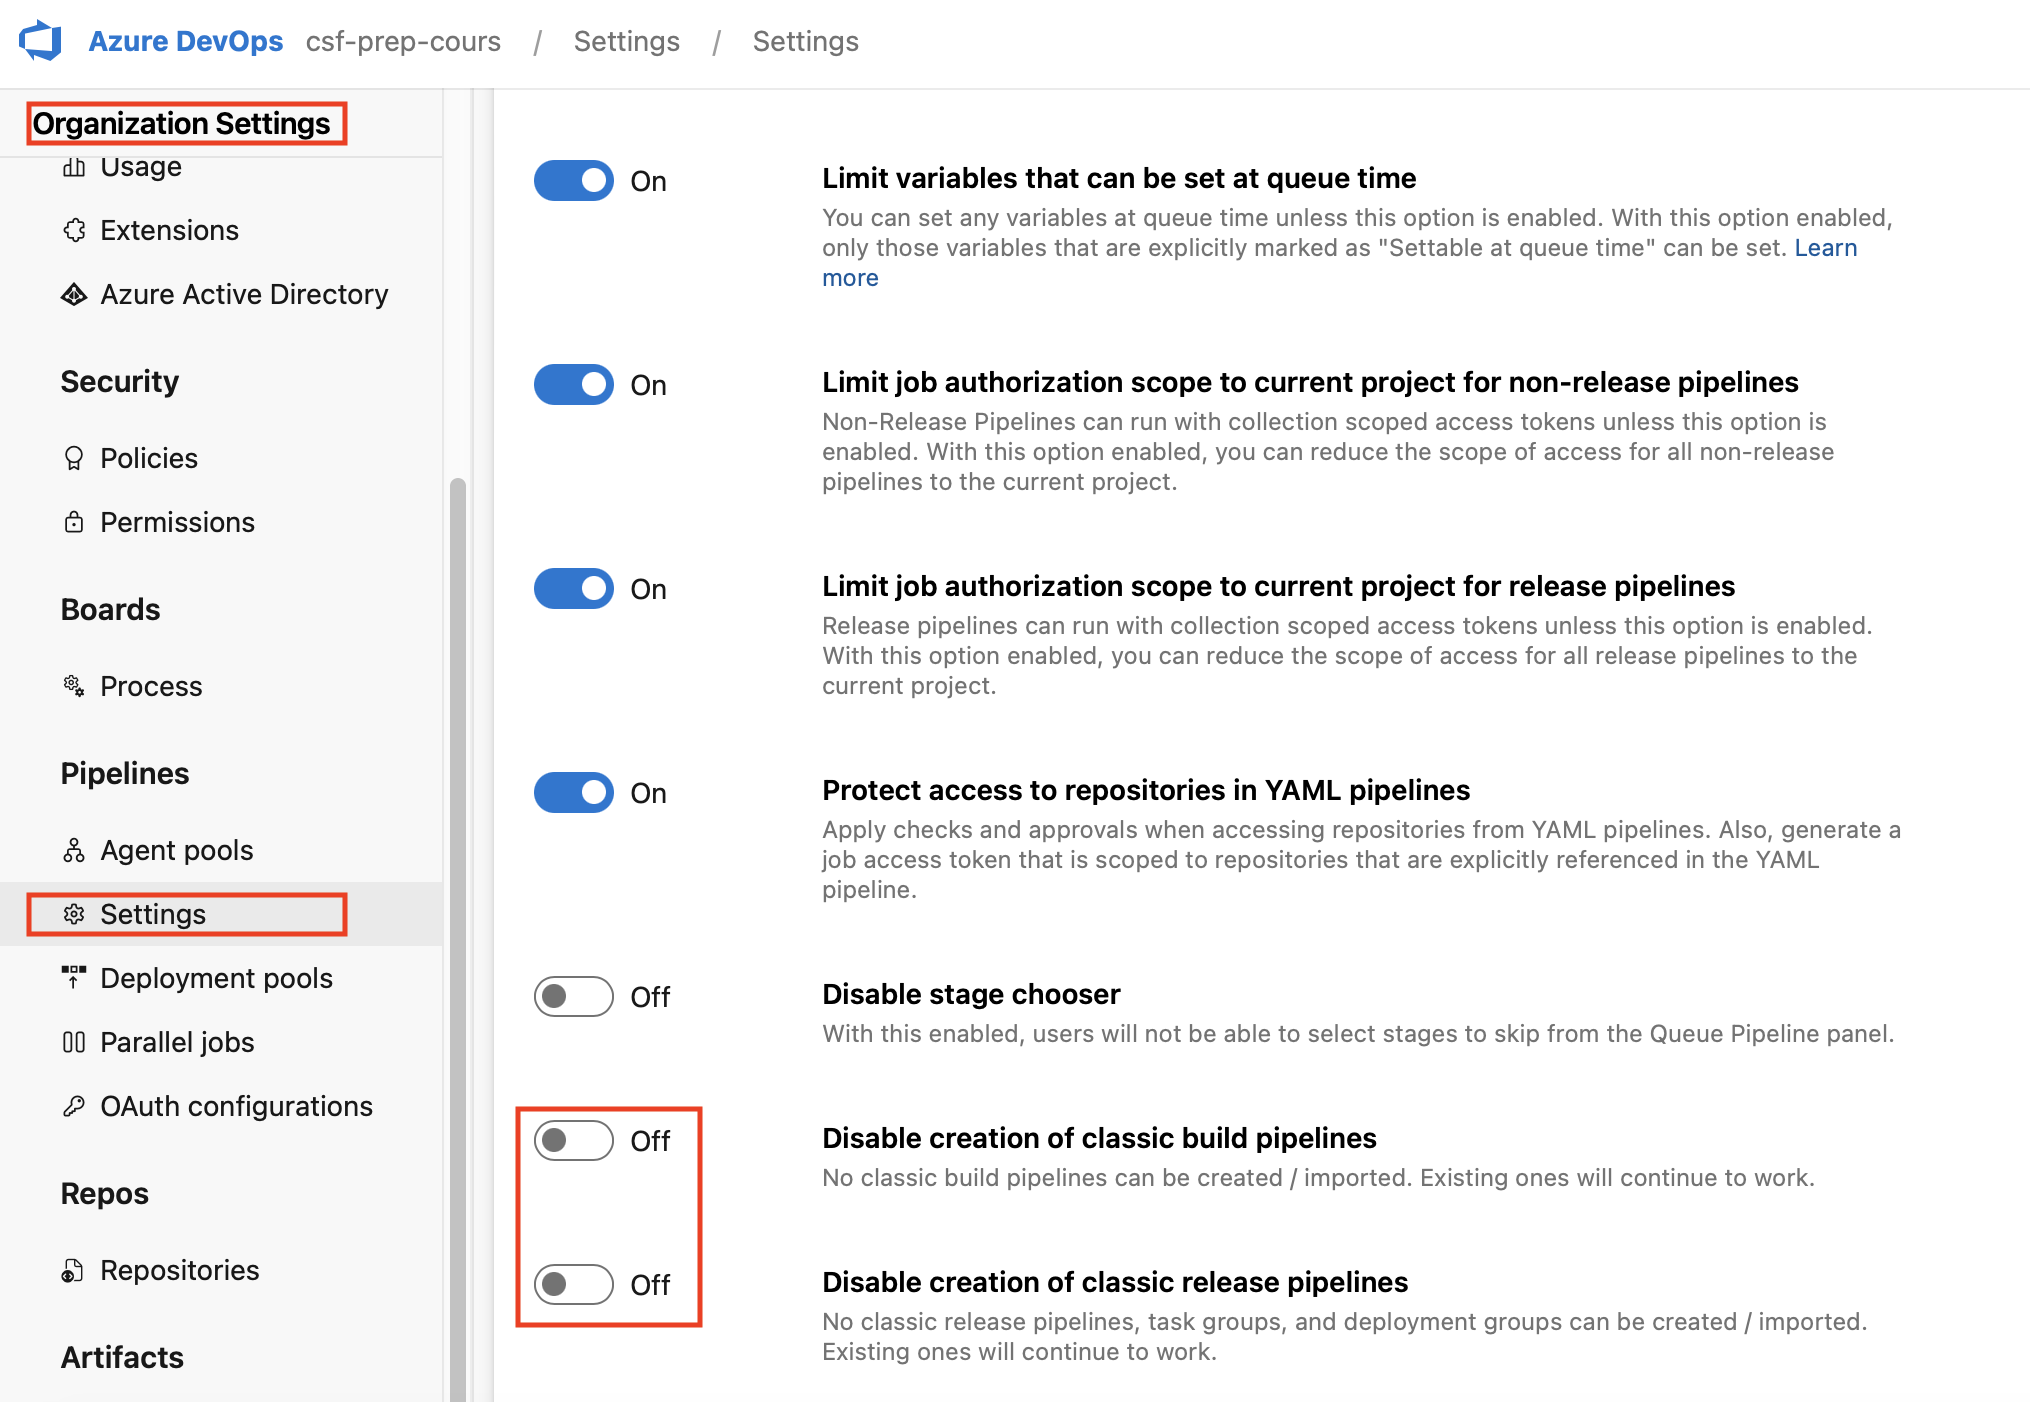 Azure DevOps csf-prep-cours / Settings / Settings
Organization Settings
Usage
Extensions
Azure Active Directory
Security
Policies
Permissions
Boards
Process
Pipelines
Agent pools
Settings
Deployment pools
Parallel jobs
OAuth configurations
Repos
Repositories
Artifacts
On
Limit variables that can be set at queue time
You can set any variables at queue time unless this option is enabled. With this option enabled,
only those variables that are explicitly marked as "Settable at queue time" can be set. Learn
more
On
Limit job authorization scope to current project for non-release pipelines
Non-Release Pipelines can run with collection scoped access tokens unless this option is
enabled. With this option enabled, you can reduce the scope of access for all non-release
pipelines to the current project.
On
Limit job authorization scope to current project for release pipelines
Release pipelines can run with collection scoped access tokens unless this option is enabled.
With this option enabled, you can reduce the scope of access for all release pipelines to the
current project.
On
Protect access to repositories in YAML pipelines
Apply checks and approvals when accessing repositories from YAML pipelines. Also, generate a
job access token that is scoped to repositories that are explicitly referenced in the YAML
pipeline.
Off
Disable stage chooser
With this enabled, users will not be able to select stages to skip from the Queue Pipeline panel.
Off
Disable creation of classic build pipelines
No classic build pipelines can be created / imported. Existing ones will continue to work.
Off
Disable creation of classic release pipelines
No classic release pipelines, task groups, and deployment groups can be created / imported.
Existing ones will continue to work.